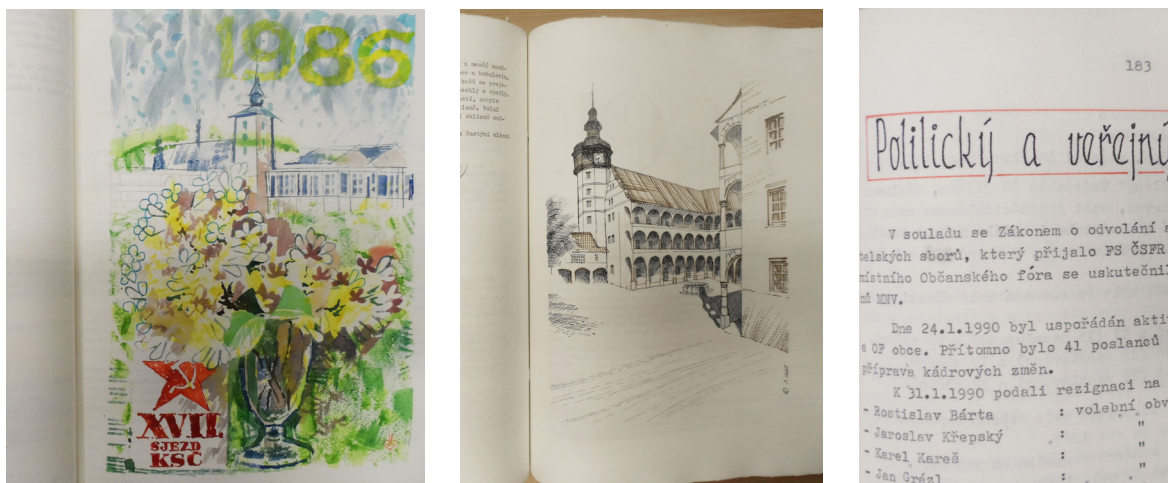 1986
XVII.
SJEZD
KSČ
častými
183
Politický a veřejný
V souladu se Zákonem o odvolání
telských sborů, který přijalo FS ČSFR
místního Občanského fóra se uskutečnil
MNV.
Dne 24.1.1990 byl uspořádán aktiv
a OF obce. Přítomno bylo 41 poslanců
příprava kádrových změn.
K 31.1.1990 podali rezignaci na
- Rostislav Bárta : volební obv
- Jaroslav Křepský : "
- Karel Kareš : "
- Jan Grézl : "